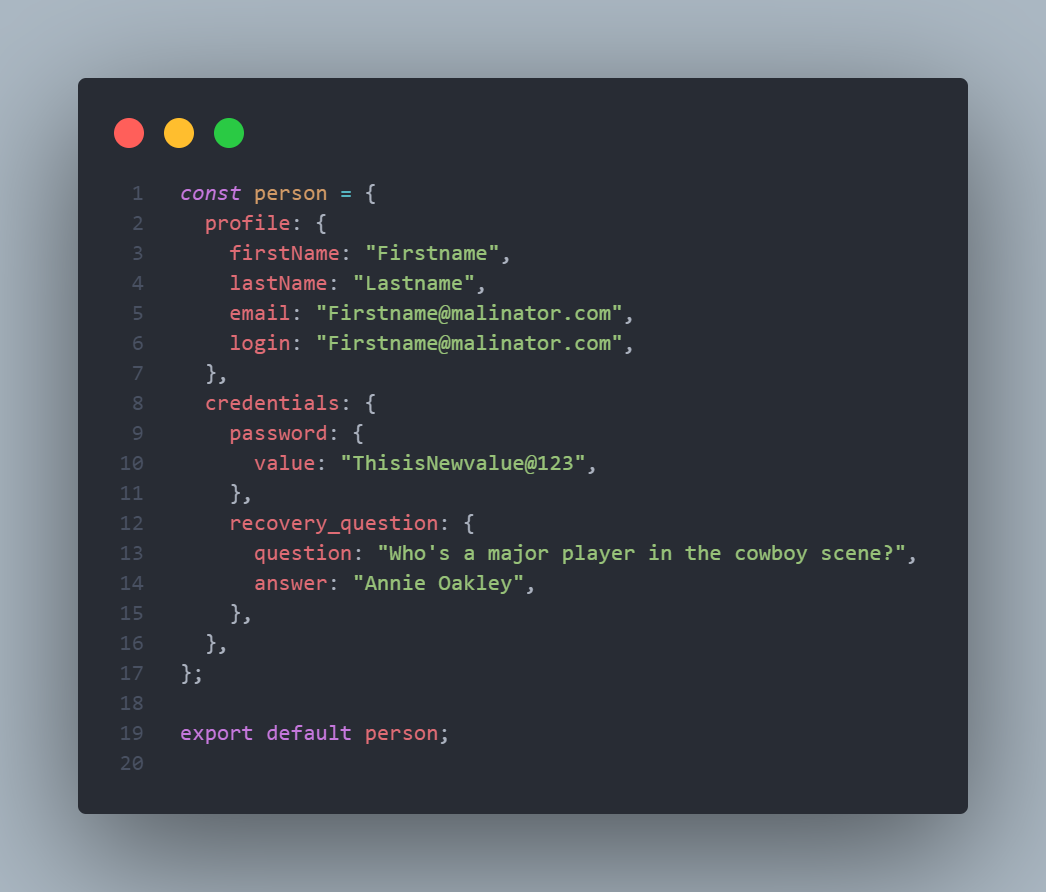 1 const person = {
2   profile: {
3     firstName: "Firstname",
4     lastName: "Lastname",
5     email: "Firstname@malinator.com",
6     login: "Firstname@malinator.com",
7   },
8   credentials: {
9     password: {
10       value: "ThisisNewvalue@123",
11     },
12     recovery_question: {
13       question: "Who's a major player in the cowboy scene?",
14       answer: "Annie Oakley",
15     },
16   },
17 };
18
19 export default person;
20